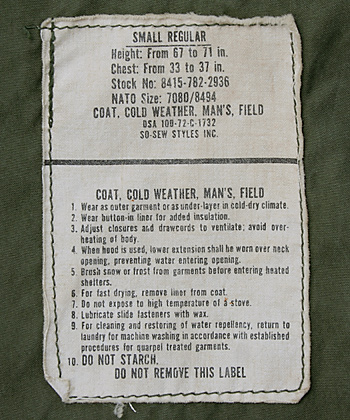 SMALL REGULAR
Height: From 67 to 71 in.
Chest: From 33 to 37 in.
Stock No: 8415-782-2936
NATO Size: 7080/8494
COAT, COLD WEATHER, MAN'S, FIELD
DSA 100-72-C-1732
SO-SEW STYLES INC.
COAT, COLD WEATHER, MAN'S, FIELD
1. Wear as outer garment or as under-layer in cold-dry climate.
2. Wear button-in liner for added insulation.
3. Adjust closures and drawcords to ventilate; avoid over-
heating of body.
4. When hood is used, lower extension shall be worn over neck
opening, preventing water entering opening.
5. Brush snow or frost from garments before entering heated
shelters.
6. For fast drying, remove liner from coat.
7. Do not expose to high temperature of a stove.
8. Lubricate slide fasteners with wax.
9. For cleaning and restoring of water repellency, return to
laundry for machine washing in accordance with established
procedures for quarpel treated garments.
10. DO NOT STARCH.
DO NOT REMOVE THIS LABEL